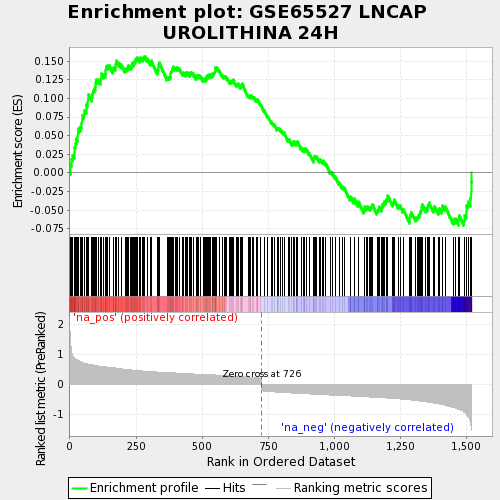 Enrichment plot: GSE65527 LNCAP
UROLITHINA 24H
Enrichment score (ES)
0.150
0.125
0.100
0.075
0.050
0.025
0.000
-0.025
-0.050
-0.075
'na_pos' (positively correlated)
Ranked list metric (PreRanked)
2
1
0
-1
Zero cross at 726
'na_neg' (negatively correlated)
0
250
500
750
1,000
1,250
1,500
Rank in Ordered Dataset
Enrichment profile
Hits
Ranking metric scores